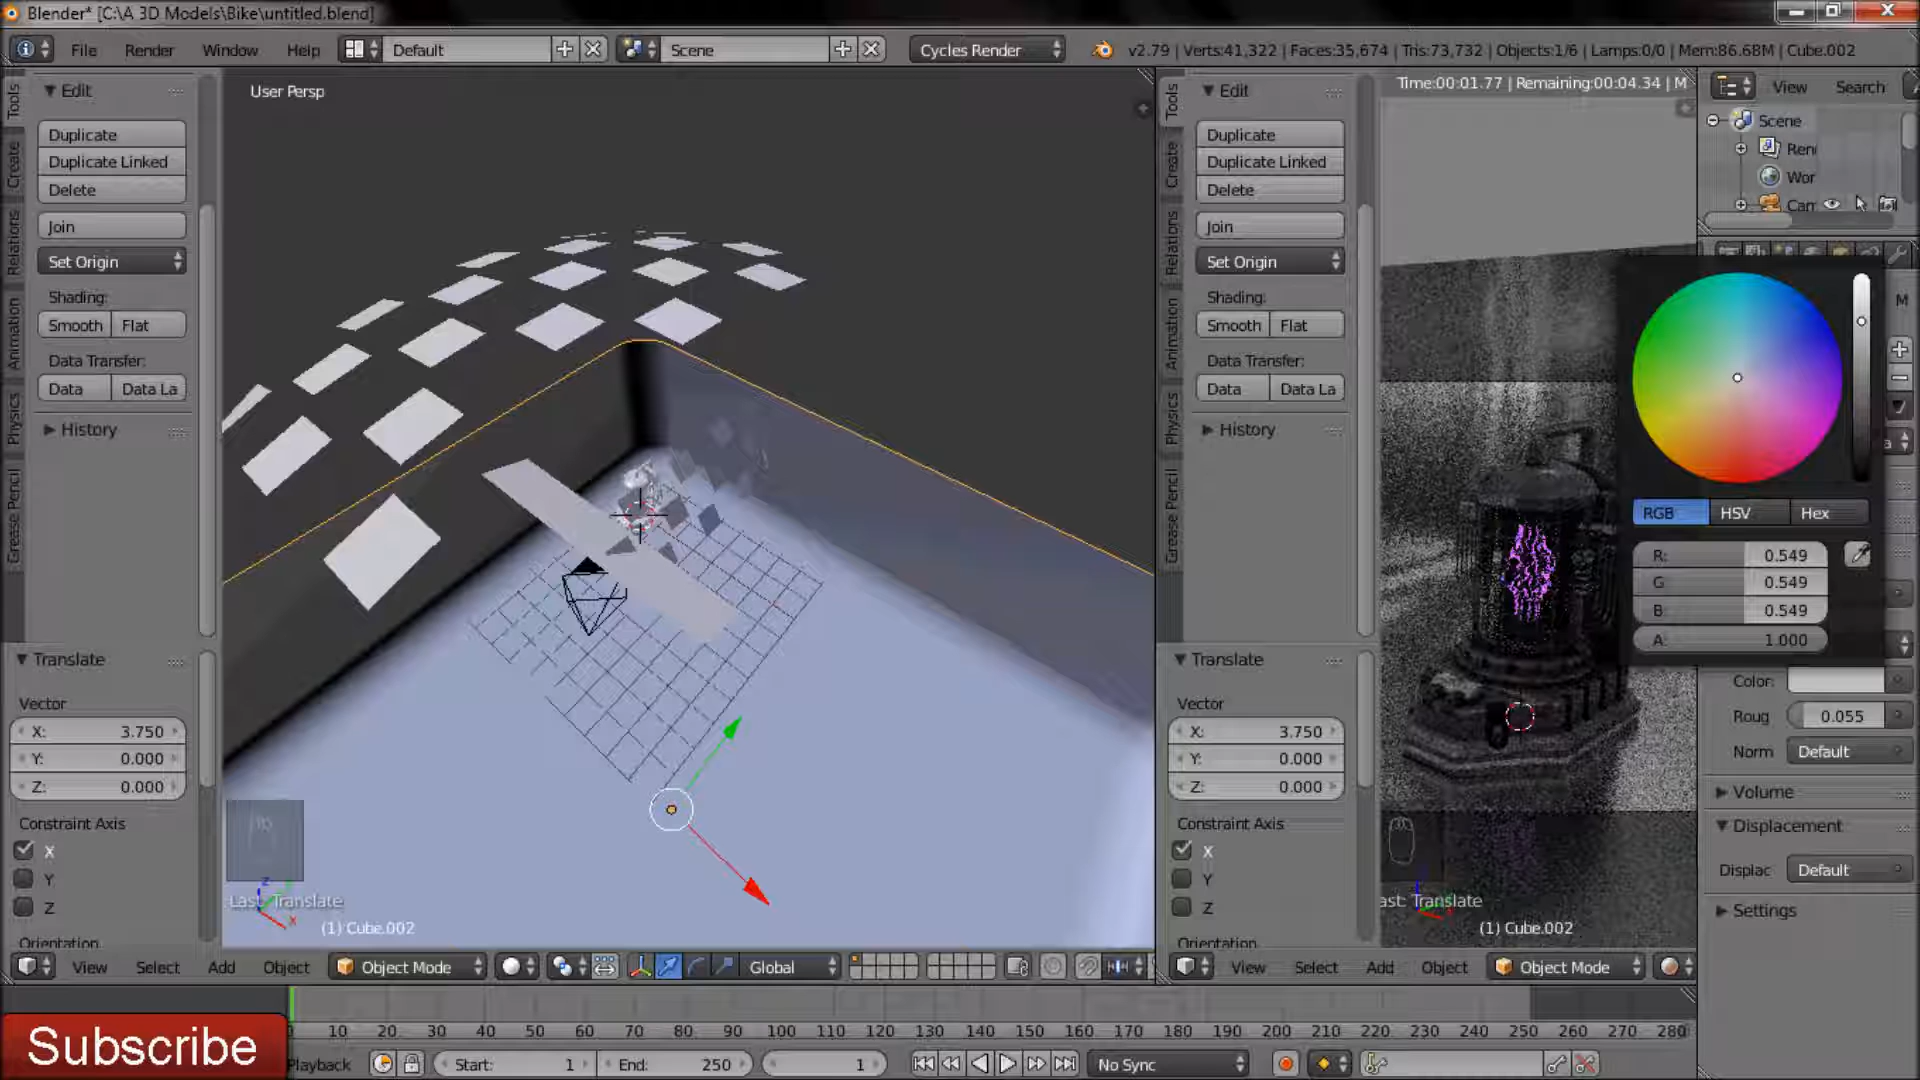 Blender* [C:\A 3D Models\Bike\untitled.blend]
File Render Window Help Default Scene Cycles Render v2.79 | Verts:41,322 | Faces:35,674 | Tris:73,732 | Objects:1/6 | Lamps:0/0 | Mem:86.68M | Cube.002
Tools
Create
Relations
Animation
Physics
Grease Pencil
Edit
Duplicate
Duplicate Linked
Delete
Join
Set Origin
Shading:
Smooth Flat
Data Transfer:
Data Data La
History
Translate
Vector
X: 3.750
Y: 0.000
Z: 0.000
Constraint Axis
X
Y
Z
Orientation
User Persp
Last: Translate
(1) Cube.002
View Select Add Object Object Mode Global
Tools
Create
Relations
Animation
Physics
Grease Pencil
Edit
Duplicate
Duplicate Linked
Delete
Join
Set Origin
Shading:
Smooth Flat
Data Transfer:
Data Data La
History
Translate
Vector
X: 3.750
Y: 0.000
Z: 0.000
Constraint Axis
X
Y
Z
Orientation
Time:00:01.77 | Remaining:00:04.34 | M
ast: Translate
(1) Cube.002
View Select Add Object Object Mode
View Search
Scene
Ren
Wor
Cam
M
RGB HSV Hex
R: 0.549
G 0.549
B 0.549
A: 1.000
Color:
Roug 0.055
Norm Default
Volume
Displacement
Displac Default
Settings
10 20 30 40 50 60 70 80 90 100 110 120 130 140 150 160 170 180 190 200 210 220 230 240 250 260 270 280
Playback Start: 1 End: 250 1 No Sync
Subscribe